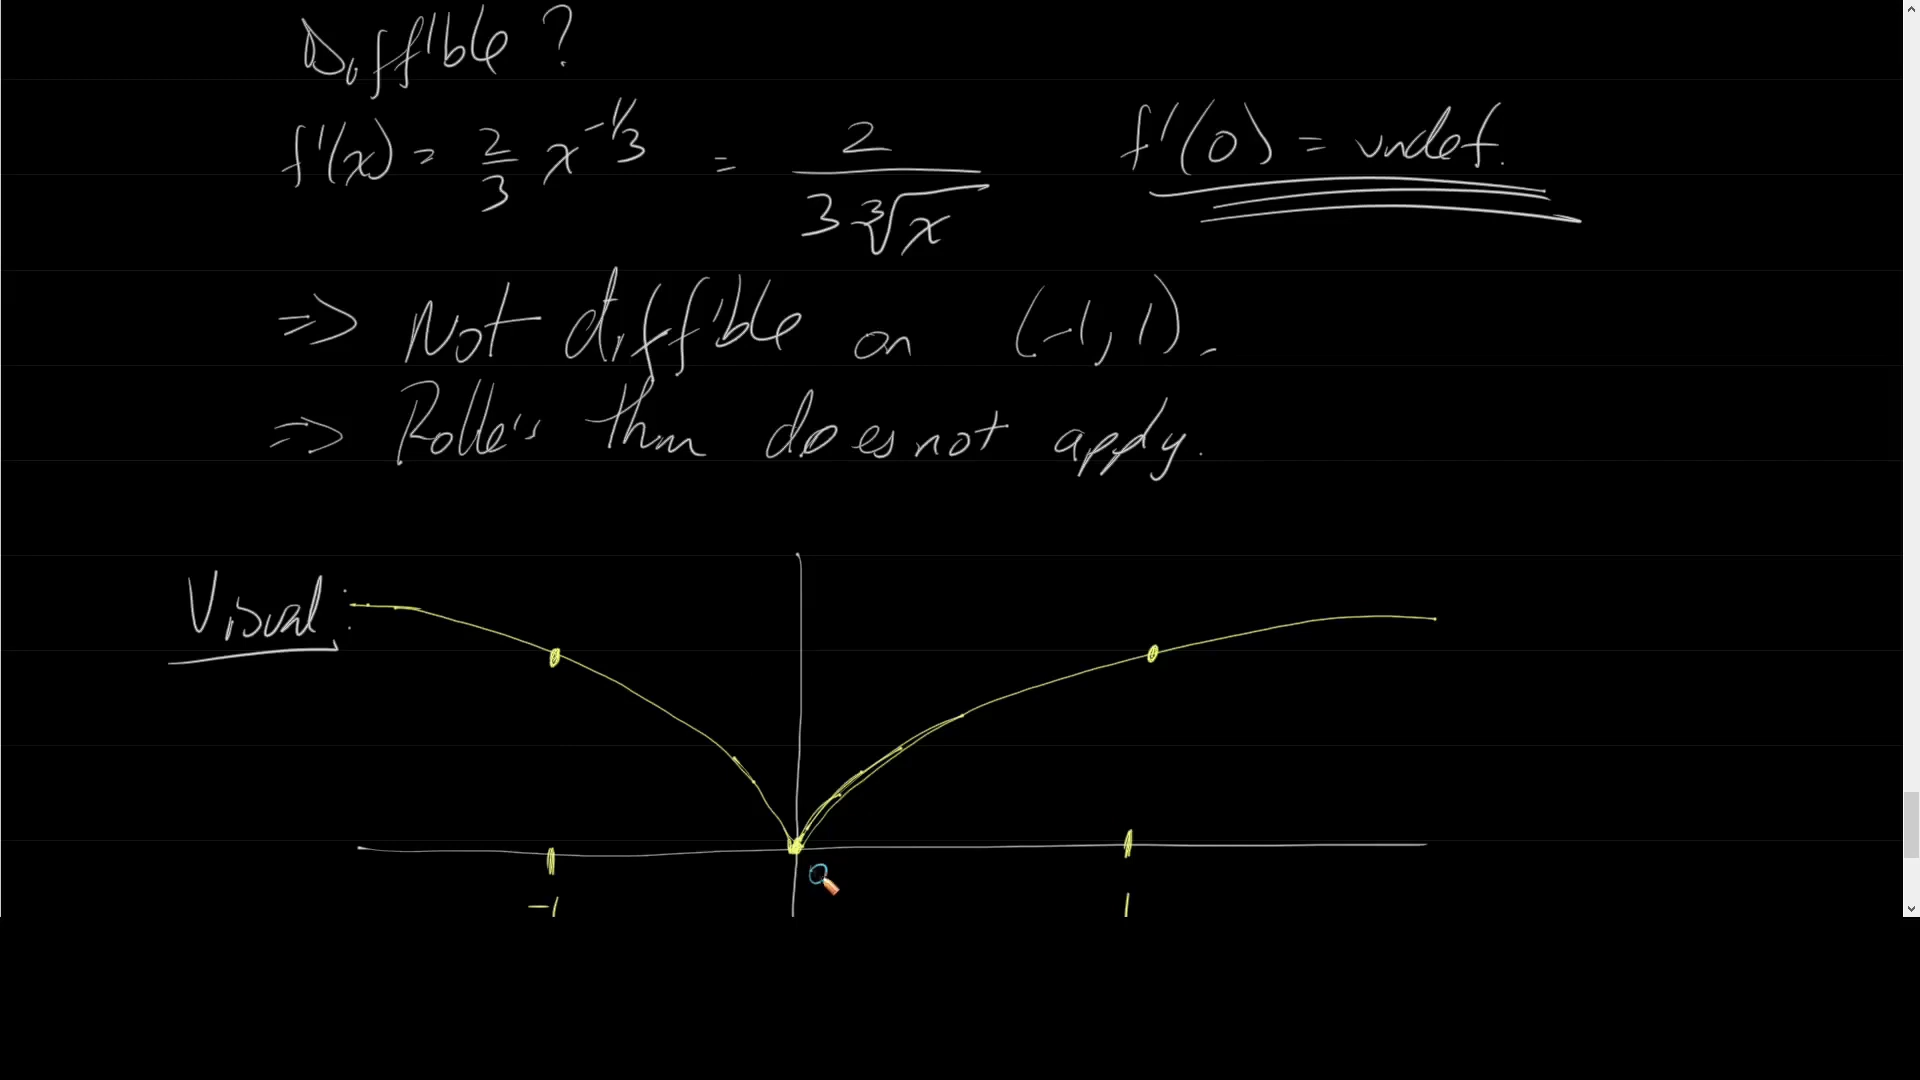 Diff'ble?
f'(x) = 2/3 x^{-1/3} = 2/(3∛x) f'(0) = undef.
⇒ Not diff'ble on (-1, 1).
⇒ Rolle's thm does not apply.
Visual:
-1 1